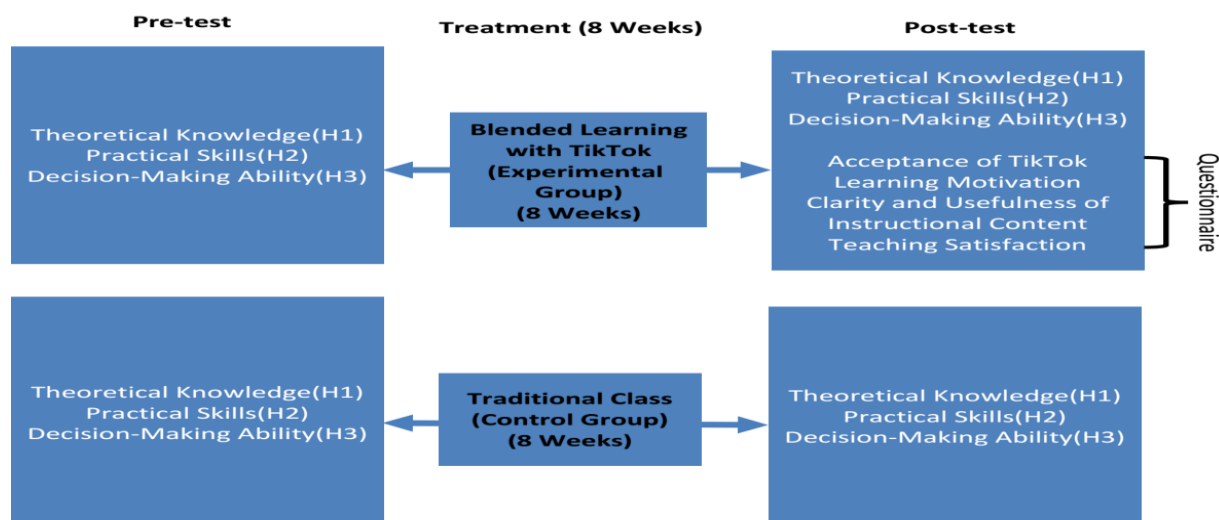 Pre-test
Treatment (8 Weeks)
Post-test
Theoretical Knowledge(H1)
Practical Skills(H2)
Decision-Making Ability(H3)
Blended Learning
with TikTok
(Experimental
Group)
(8 Weeks)
Theoretical Knowledge(H1)
Practical Skills(H2)
Decision-Making Ability(H3)
Acceptance of TikTok
Learning Motivation
Clarity and Usefulness of
Instructional Content
Teaching Satisfaction
Questionnaire
Theoretical Knowledge(H1)
Practical Skills(H2)
Decision-Making Ability(H3)
Traditional Class
(Control Group)
(8 Weeks)
Theoretical Knowledge(H1)
Practical Skills(H2)
Decision-Making Ability(H3)